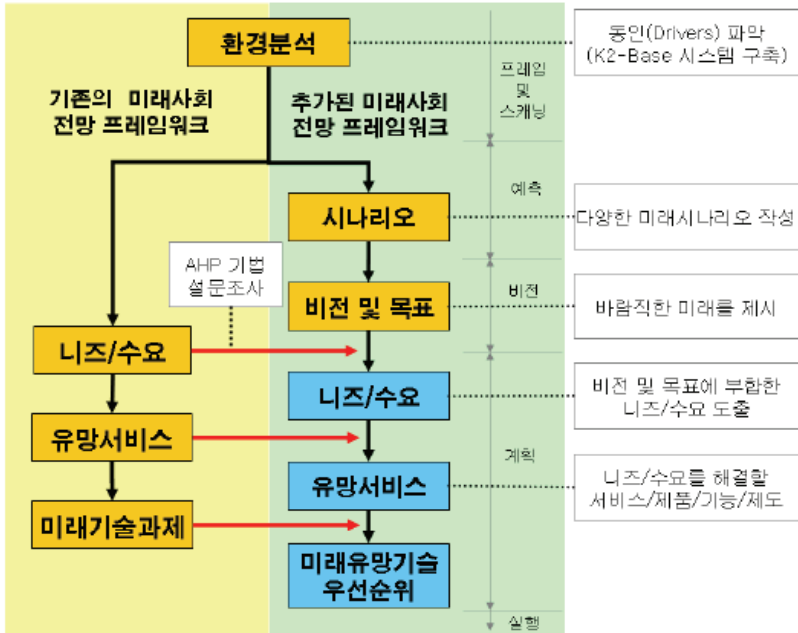 환경분석
동인(Drivers) 파악
(K2-Base 시스템 구축)
기존의 미래사회
전망 프레임워크
추가된 미래사회
전망 프레임워크
프레임
및
스캐닝
예측
시나리오
다양한 미래시나리오 작성
AHP 기법
설문조사
비전 및 목표
비전
바람직한 미래를 제시
니즈/수요
니즈/수요
비전 및 목표에 부합한
니즈/수요 도출
유망서비스
계획
유망서비스
니즈/수요를 해결할
서비스/제품/기능/제도
미래기술과제
미래유망기술
우선순위
실행